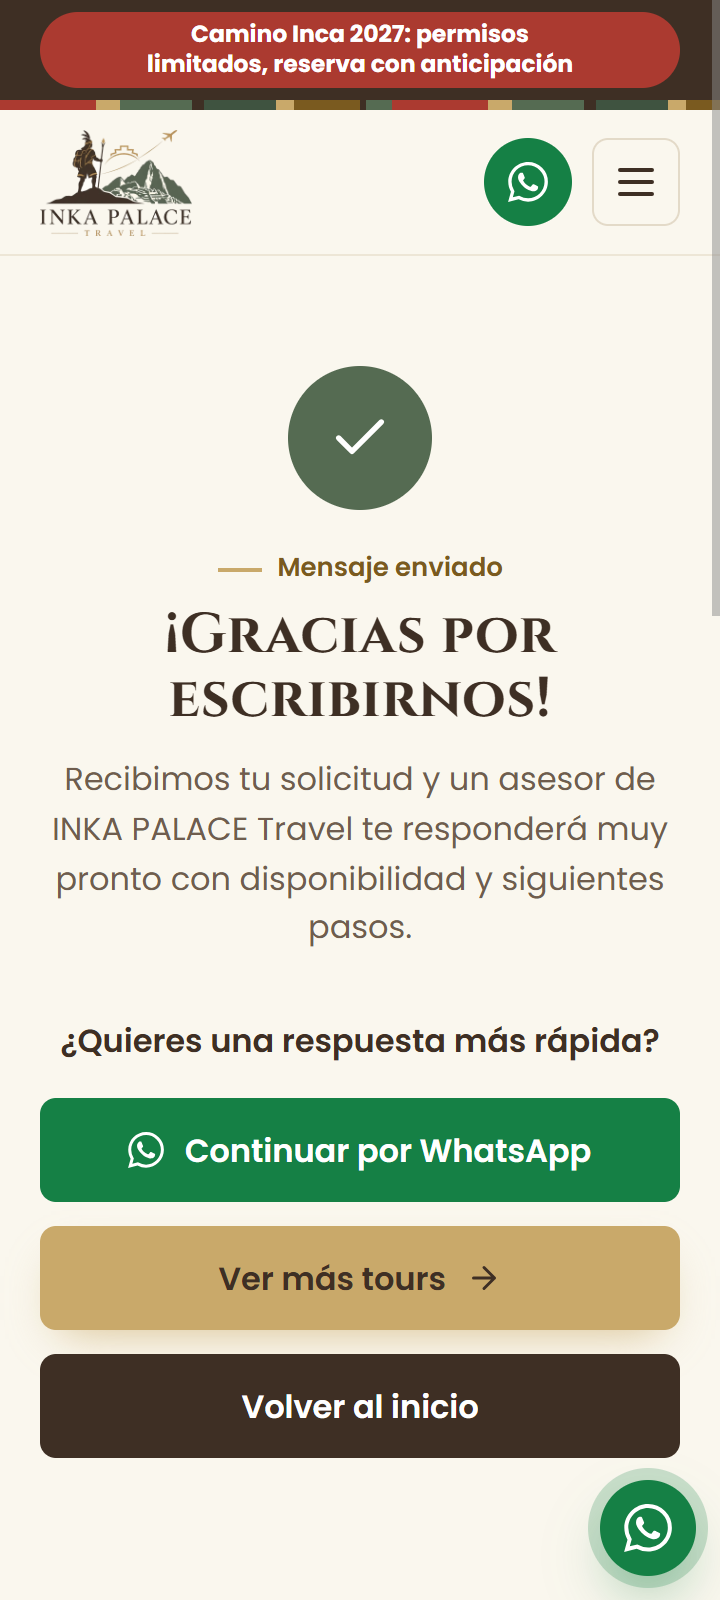 Camino Inca 2027: permisos
limitados, reserva con anticipación
INKA PALACE
TRAVEL
Mensaje enviado
¡Gracias por
escribirnos!
Recibimos tu solicitud y un asesor de
INKA PALACE Travel te responderá muy
pronto con disponibilidad y siguientes
pasos.
¿Quieres una respuesta más rápida?
Continuar por WhatsApp
Ver más tours
Volver al inicio